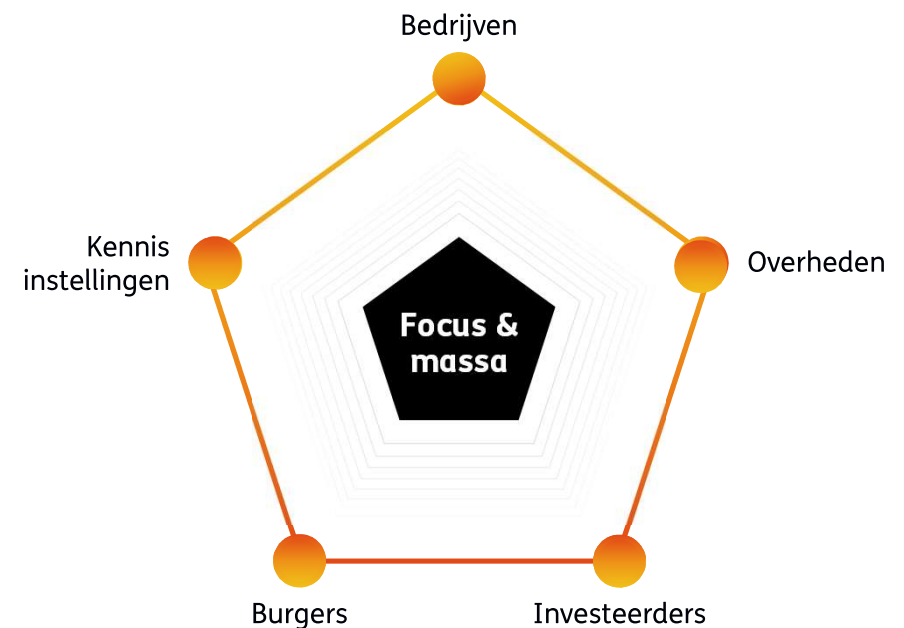 Bedrijven
Kennis
instellingen
Overheden
Focus &
massa
Burgers
Investeerders